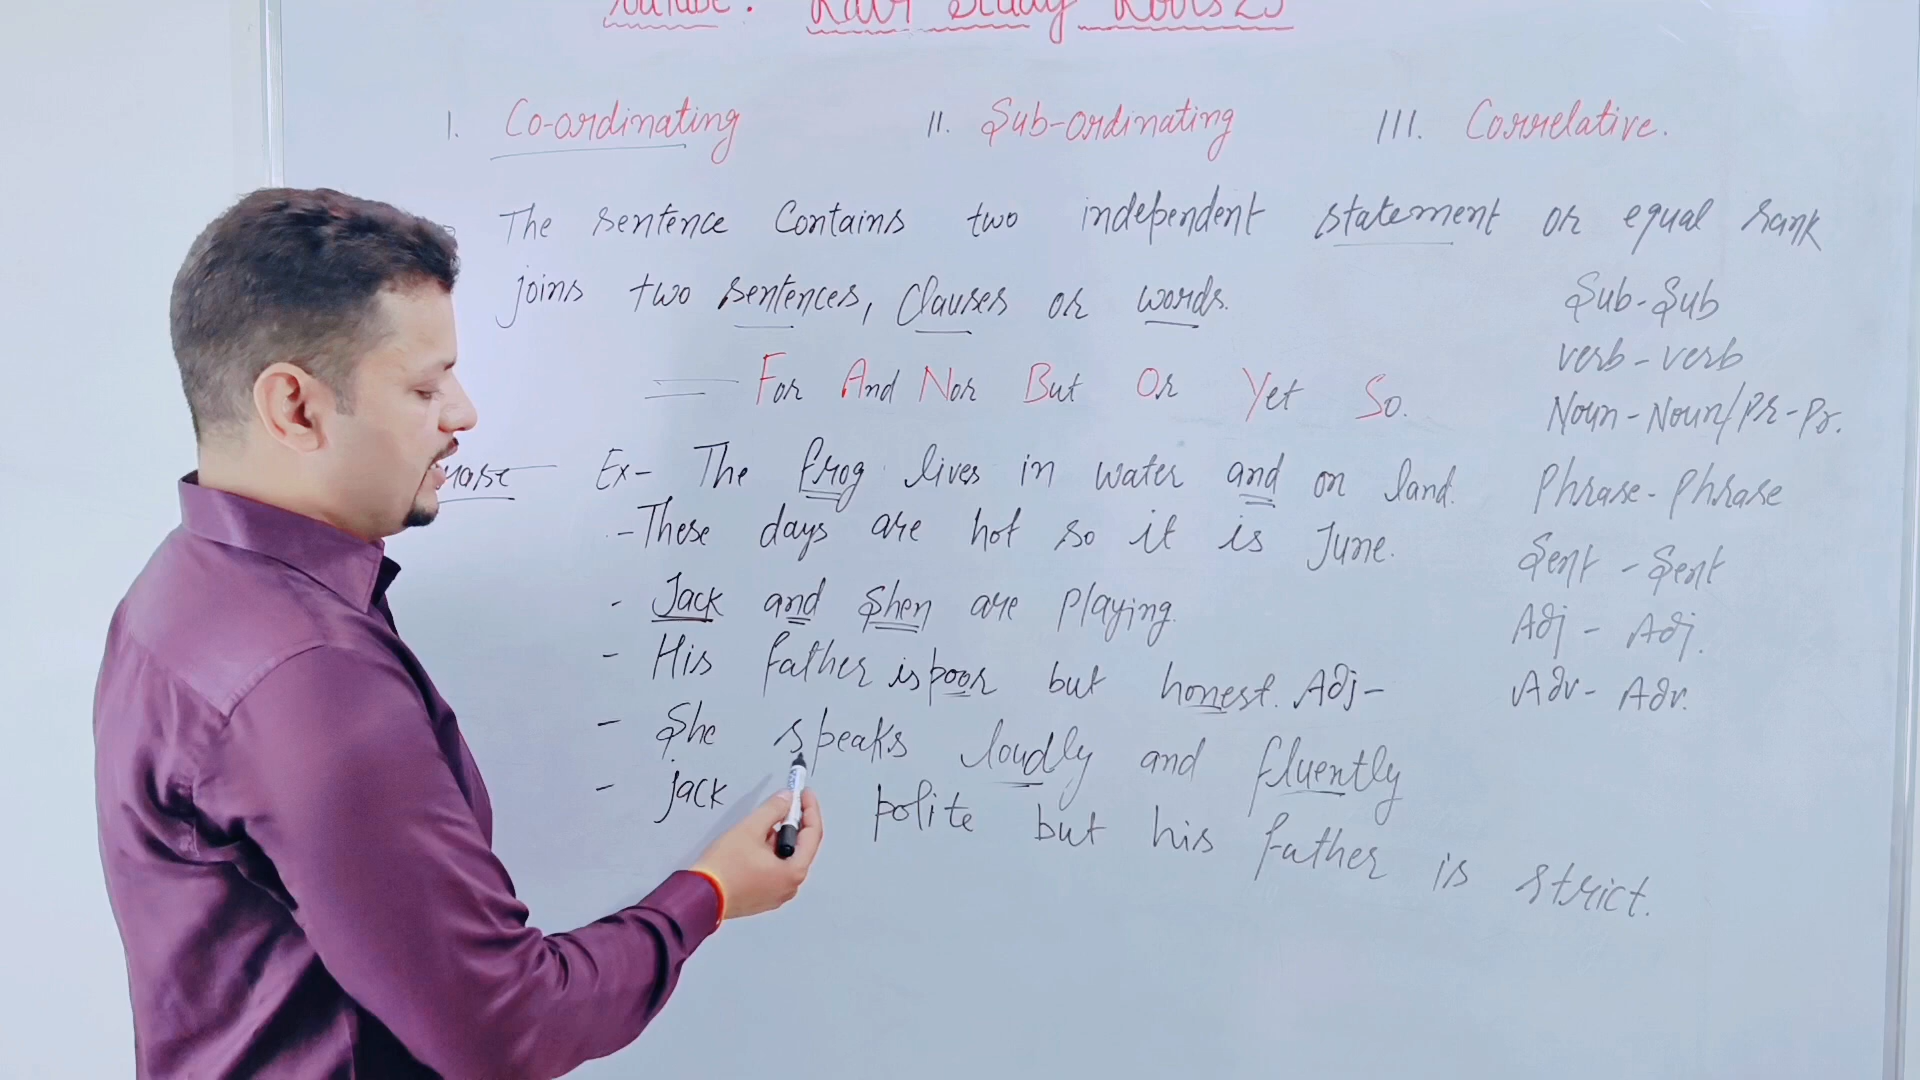 Study
I. Co-ordinating II. Sub-ordinating III. Correlative.
The sentence Contains two independent statement or equal rank
joins two sentences, Clauses or words.
Sub-Sub
verb-verb
For And Nor But Or Yet So.
Noun-Noun/Pr-Pr.
Ex- The frog lives in water and on land.
Phrase-Phrase
-These days are hot so it is June.
Sent-Sent
- Jack and Shen are playing.
Adj-Adj.
- His father is poor but honest. Adj-
Adv-Adv.
- She speaks loudly and fluently
- Jack polite but his father is strict.